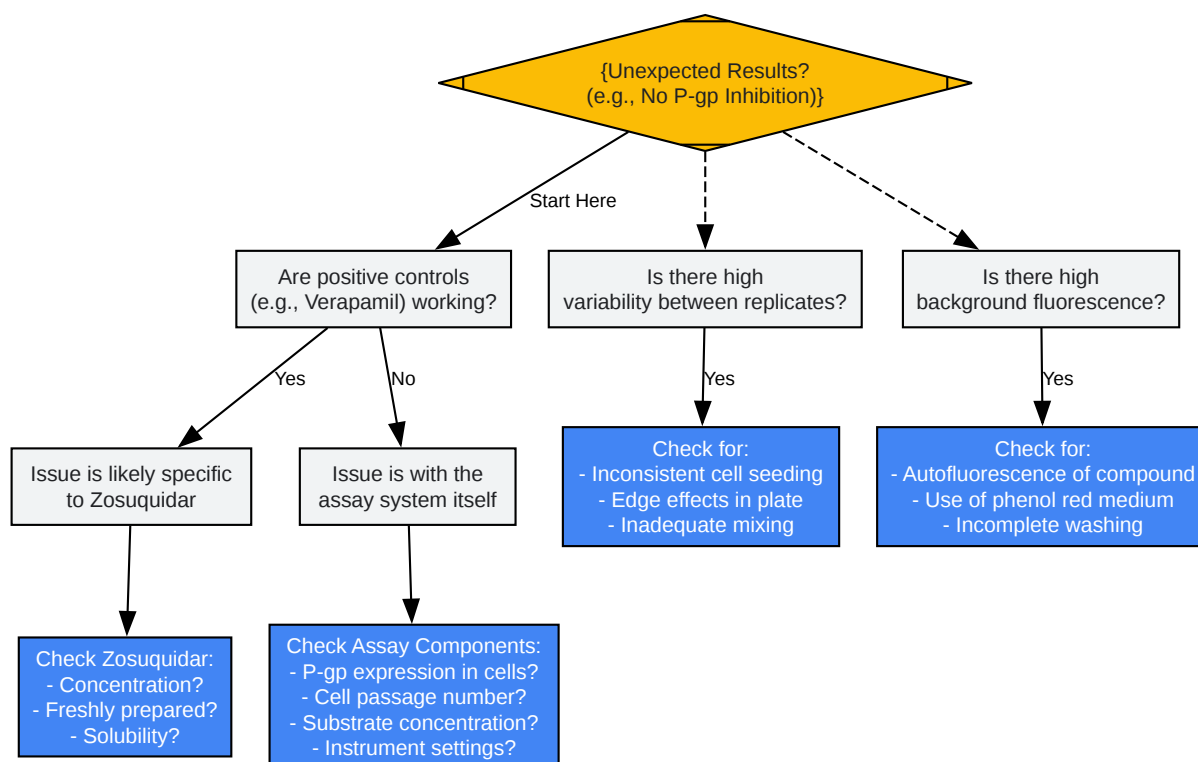 {Unexpected Results?
(e.g., No P-gp Inhibition)}
Start Here
Are positive controls
(e.g., Verapamil) working?
Is there high
variability between replicates?
Is there high
background fluorescence?
Yes
No
Yes
Yes
Issue is likely specific
to Zosuquidar
Issue is with the
assay system itself
Check for:
- Inconsistent cell seeding
- Edge effects in plate
- Inadequate mixing
Check for:
- Autofluorescence of compound
- Use of phenol red medium
- Incomplete washing
Check Zosuquidar:
- Concentration?
- Freshly prepared?
- Solubility?
Check Assay Components:
- P-gp expression in cells?
- Cell passage number?
- Substrate concentration?
- Instrument settings?